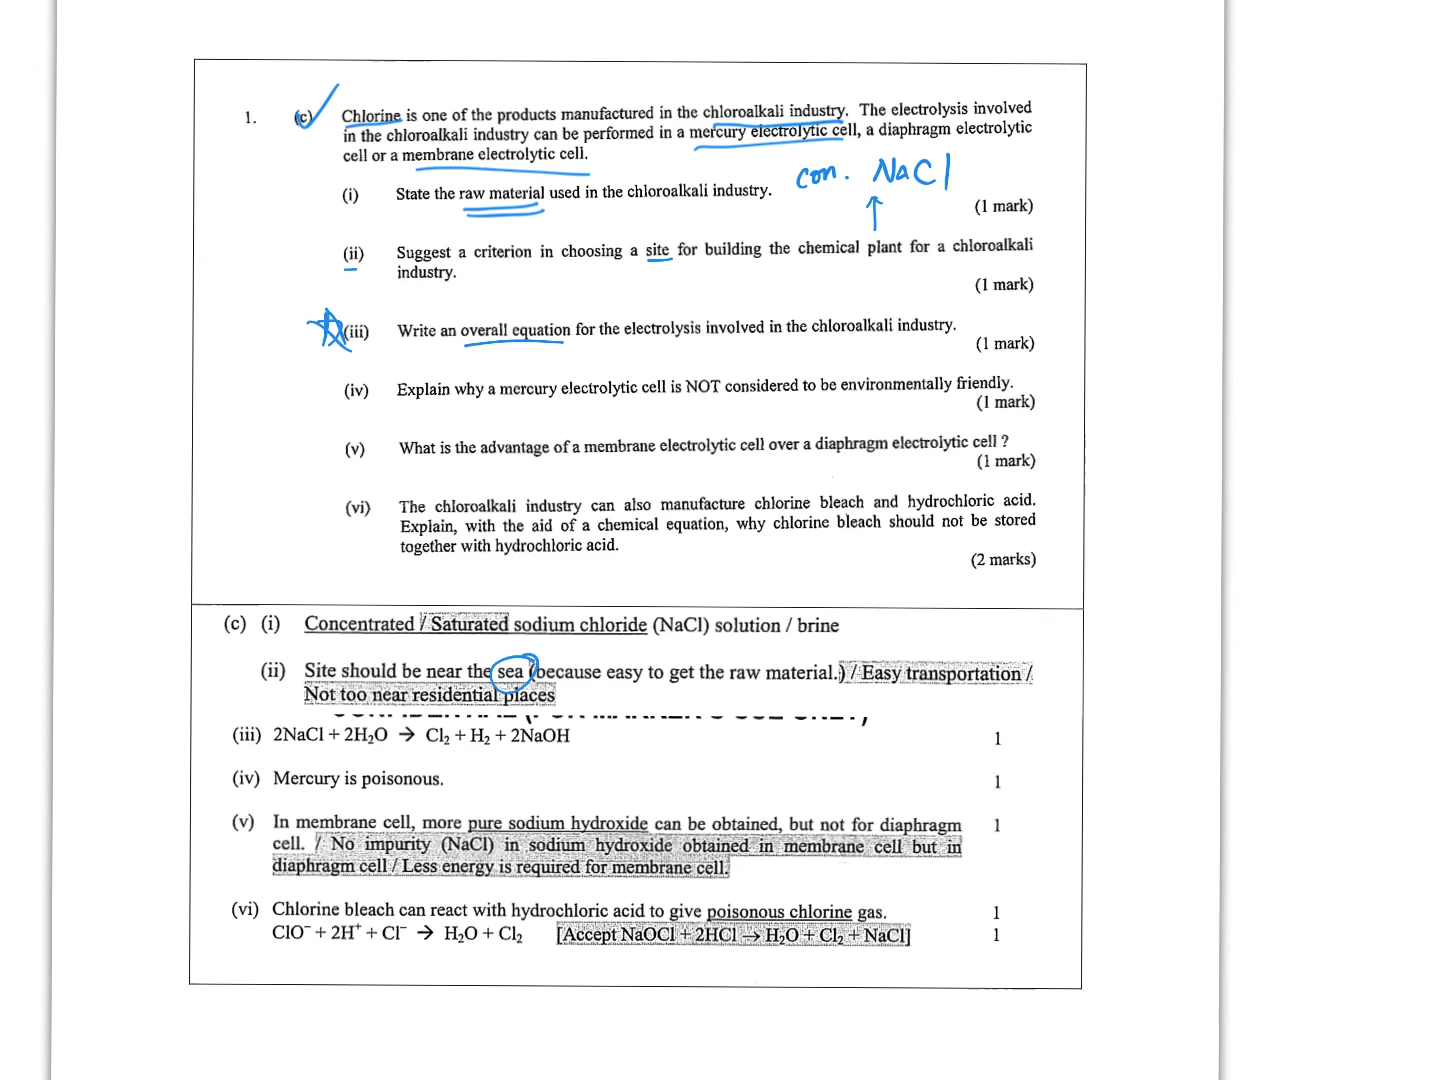 1. (c) Chlorine is one of the products manufactured in the chloroalkali industry. The electrolysis involved
in the chloroalkali industry can be performed in a mercury electrolytic cell, a diaphragm electrolytic
cell or a membrane electrolytic cell.
con. NaCl
(i) State the raw material used in the chloroalkali industry.
(1 mark)
(ii) Suggest a criterion in choosing a site for building the chemical plant for a chloroalkali
industry.
(1 mark)
(iii) Write an overall equation for the electrolysis involved in the chloroalkali industry.
(1 mark)
(iv) Explain why a mercury electrolytic cell is NOT considered to be environmentally friendly.
(1 mark)
(v) What is the advantage of a membrane electrolytic cell over a diaphragm electrolytic cell ?
(1 mark)
(vi) The chloroalkali industry can also manufacture chlorine bleach and hydrochloric acid.
Explain, with the aid of a chemical equation, why chlorine bleach should not be stored
together with hydrochloric acid.
(2 marks)
(c) (i) Concentrated / Saturated sodium chloride (NaCl) solution / brine
(ii) Site should be near the sea (because easy to get the raw material.) / Easy transportation /
Not too near residential places
(iii) 2NaCl + 2H₂O → Cl₂ + H₂ + 2NaOH 1
(iv) Mercury is poisonous. 1
(v) In membrane cell, more pure sodium hydroxide can be obtained, but not for diaphragm 1
cell. / No impurity (NaCl) in sodium hydroxide obtained in membrane cell but in
diaphragm cell / Less energy is required for membrane cell.
(vi) Chlorine bleach can react with hydrochloric acid to give poisonous chlorine gas. 1
ClO⁻ + 2H⁺ + Cl⁻ → H₂O + Cl₂ [Accept NaOCl + 2HCl → H₂O + Cl₂ + NaCl] 1